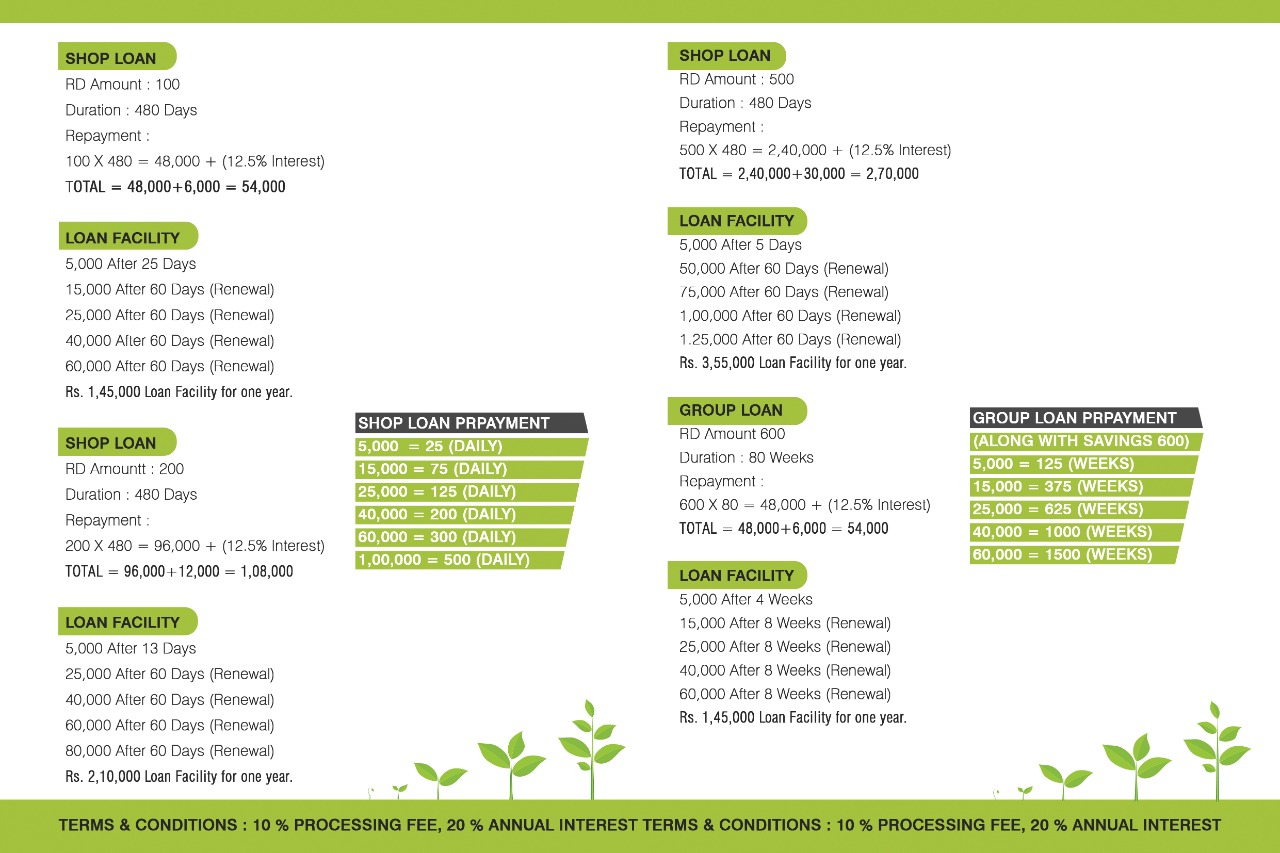 SHOP LOAN
RD Amount : 100
Duration : 480 Days
Repayment :
100 X 480 = 48,000 + (12.5% Interest)
TOTAL = 48,000+6,000 = 54,000
LOAN FACILITY
5,000 After 25 Days
15,000 After 60 Days (Renewal)
25,000 After 60 Days (Renewal)
40,000 After 60 Days (Renewal)
60,000 After 60 Days (Renewal)
Rs. 1,45,000 Loan Facility for one year.
SHOP LOAN
RD Amountt : 200
Duration : 480 Days
Repayment :
200 X 480 = 96,000 + (12.5% Interest)
TOTAL = 96,000+12,000 = 1,08,000
LOAN FACILITY
5,000 After 13 Days
25,000 After 60 Days (Renewal)
40,000 After 60 Days (Renewal)
60,000 After 60 Days (Renewal)
80,000 After 60 Days (Renewal)
Rs. 2,10,000 Loan Facility for one year.
SHOP LOAN PRPAYMENT
5,000 = 25 (DAILY)
15,000 = 75 (DAILY)
25,000 = 125 (DAILY)
40,000 = 200 (DAILY)
60,000 = 300 (DAILY)
1,00,000 = 500 (DAILY)
SHOP LOAN
RD Amount : 500
Duration : 480 Days
Repayment :
500 X 480 = 2,40,000 + (12.5% Interest)
TOTAL = 2,40,000+30,000 = 2,70,000
LOAN FACILITY
5,000 After 5 Days
50,000 After 60 Days (Renewal)
75,000 After 60 Days (Renewal)
1,00,000 After 60 Days (Renewal)
1.25,000 After 60 Days (Renewal)
Rs. 3,55,000 Loan Facility for one year.
GROUP LOAN
RD Amount 600
Duration : 80 Weeks
Repayment :
600 X 80 = 48,000 + (12.5% Interest)
TOTAL = 48,000+6,000 = 54,000
LOAN FACILITY
5,000 After 4 Weeks
15,000 After 8 Weeks (Renewal)
25,000 After 8 Weeks (Renewal)
40,000 After 8 Weeks (Renewal)
60,000 After 8 Weeks (Renewal)
Rs. 1,45,000 Loan Facility for one year.
GROUP LOAN PRPAYMENT
(ALONG WITH SAVINGS 600)
5,000 = 125 (WEEKS)
15,000 = 375 (WEEKS)
25,000 = 625 (WEEKS)
40,000 = 1000 (WEEKS)
60,000 = 1500 (WEEKS)
TERMS & CONDITIONS : 10 % PROCESSING FEE, 20 % ANNUAL INTEREST TERMS & CONDITIONS : 10 % PROCESSING FEE, 20 % ANNUAL INTEREST